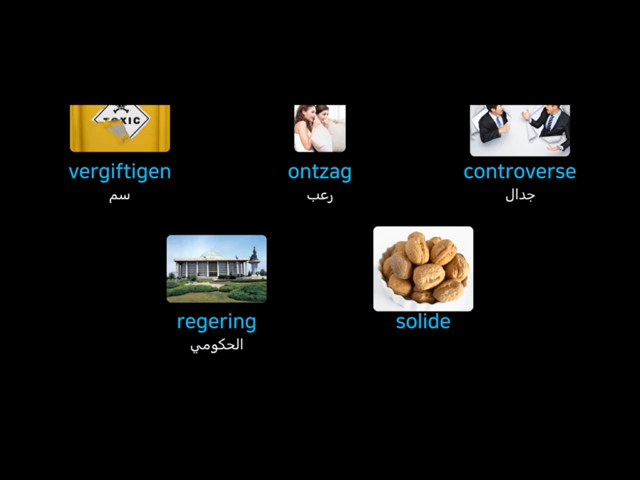 TOXIC
vergiftigen
ontzag
controverse
سم
رعب
جدال
regering
solide
الحكومي